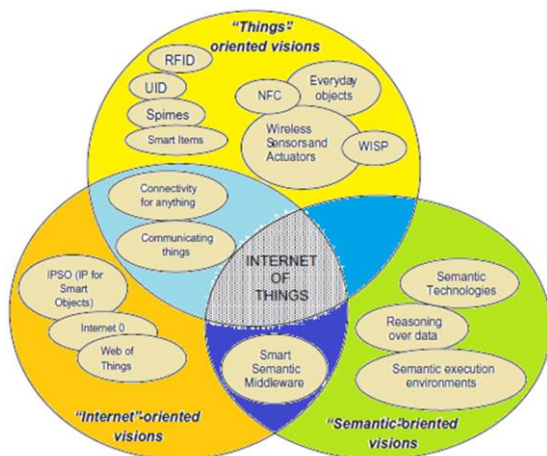 “Things”-
oriented visions
RFID
UID
Spimes
Smart Items
NFC
Everyday
objects
Wireless
Sensors and
Actuators
WISP
Connectivity
for anything
Communicating
things
INTERNET
OF
THINGS
IPSO (IP for
Smart
Objects)
Internet 0
Web of
Things
Smart
Semantic
Middleware
Semantic
Technologies
Reasoning
over data
Semantic execution
environments
“Internet”-oriented
visions
“Semantic-oriented
visions